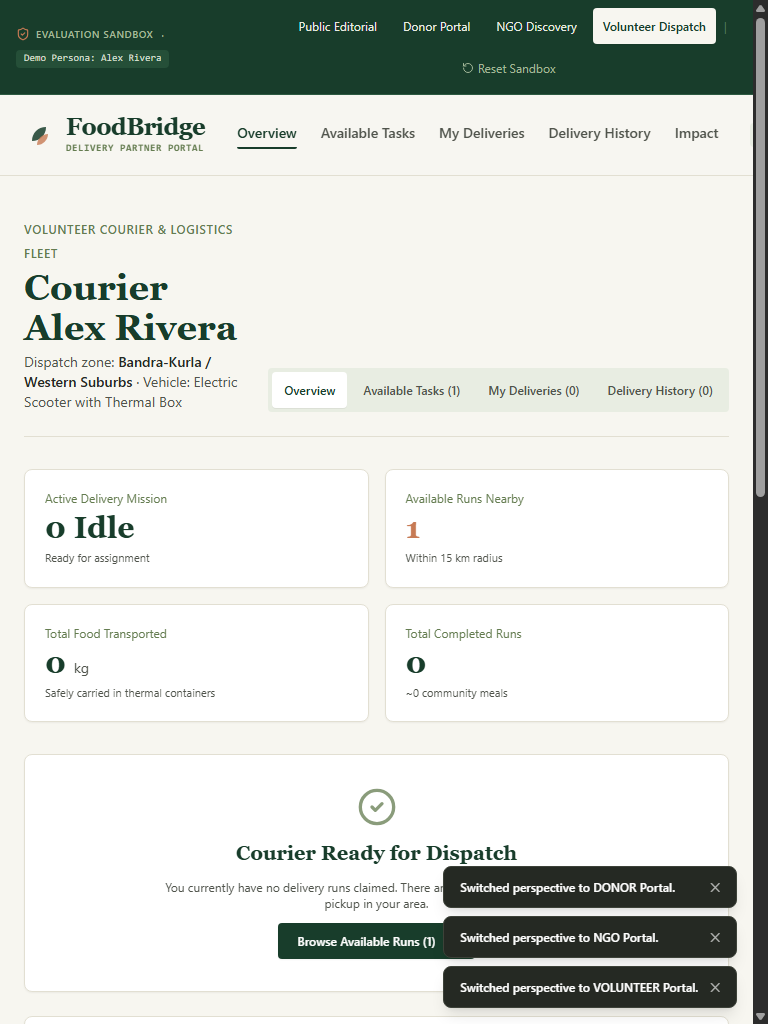 EVALUATION SANDBOX ·
Demo Persona: Alex Rivera
Public Editorial
Donor Portal
NGO Discovery
Volunteer Dispatch
Reset Sandbox
FoodBridge
DELIVERY PARTNER PORTAL
Overview
Available Tasks
My Deliveries
Delivery History
Impact
VOLUNTEER COURIER & LOGISTICS
FLEET
Courier
Alex Rivera
Dispatch zone: Bandra-Kurla /
Western Suburbs · Vehicle: Electric
Scooter with Thermal Box
Overview
Available Tasks (1)
My Deliveries (0)
Delivery History (0)
Active Delivery Mission
0 Idle
Ready for assignment
Available Runs Nearby
1
Within 15 km radius
Total Food Transported
0 kg
Safely carried in thermal containers
Total Completed Runs
0
~0 community meals
Courier Ready for Dispatch
You currently have no delivery runs claimed. There
pickup in your area.
Browse Available Runs (1)
Switched perspective to DONOR Portal.
Switched perspective to NGO Portal.
Switched perspective to VOLUNTEER Portal.